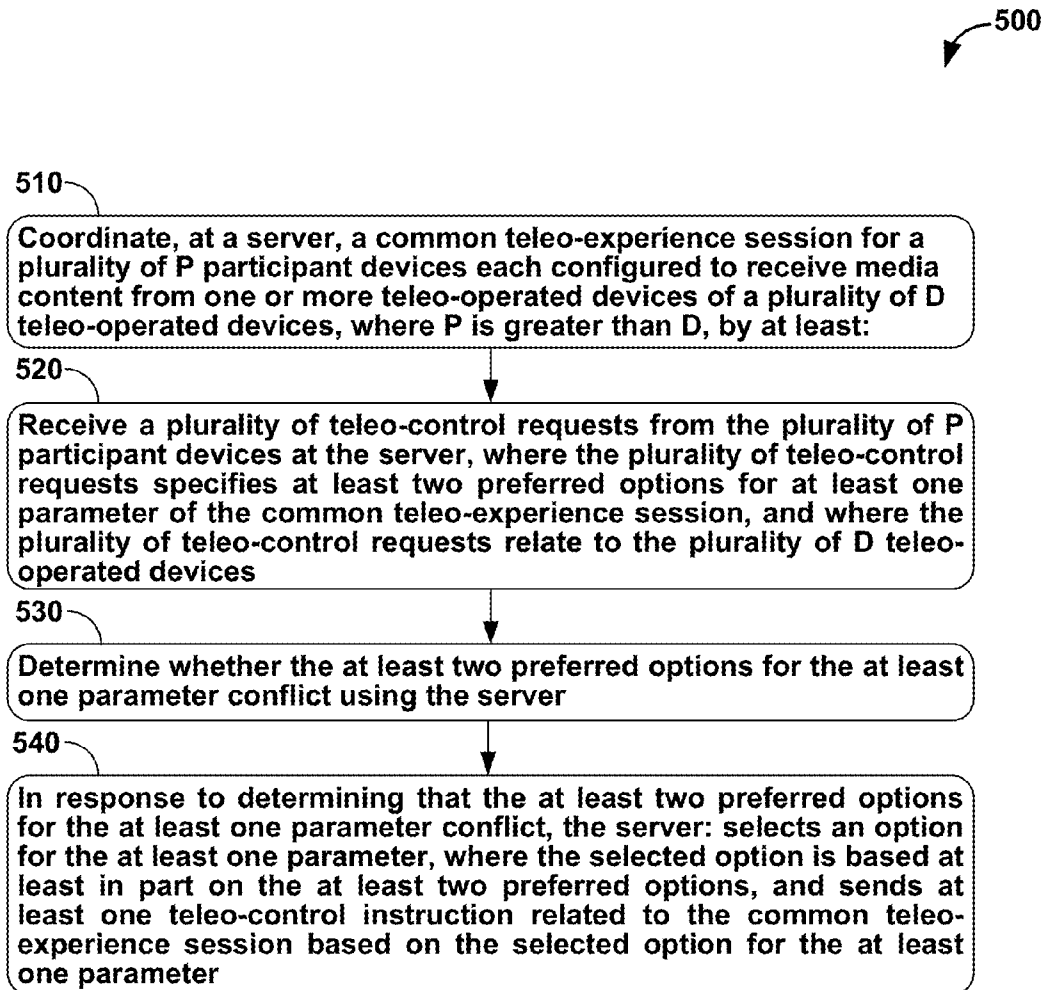 500
510
Coordinate, at a server, a common teleo-experience session for a
plurality of P participant devices each configured to receive media
content from one or more teleo-operated devices of a plurality of D
teleo-operated devices, where P is greater than D, by at least:
520
Receive a plurality of teleo-control requests from the plurality of P
participant devices at the server, where the plurality of teleo-control
requests specifies at least two preferred options for at least one
parameter of the common teleo-experience session, and where the
plurality of teleo-control requests relate to the plurality of D teleo-
operated devices
530
Determine whether the at least two preferred options for the at least
one parameter conflict using the server
540
In response to determining that the at least two preferred options
for the at least one parameter conflict, the server: selects an option
for the at least one parameter, where the selected option is based at
least in part on the at least two preferred options, and sends at
least one teleo-control instruction related to the common teleo-
experience session based on the selected option for the at least
one parameter